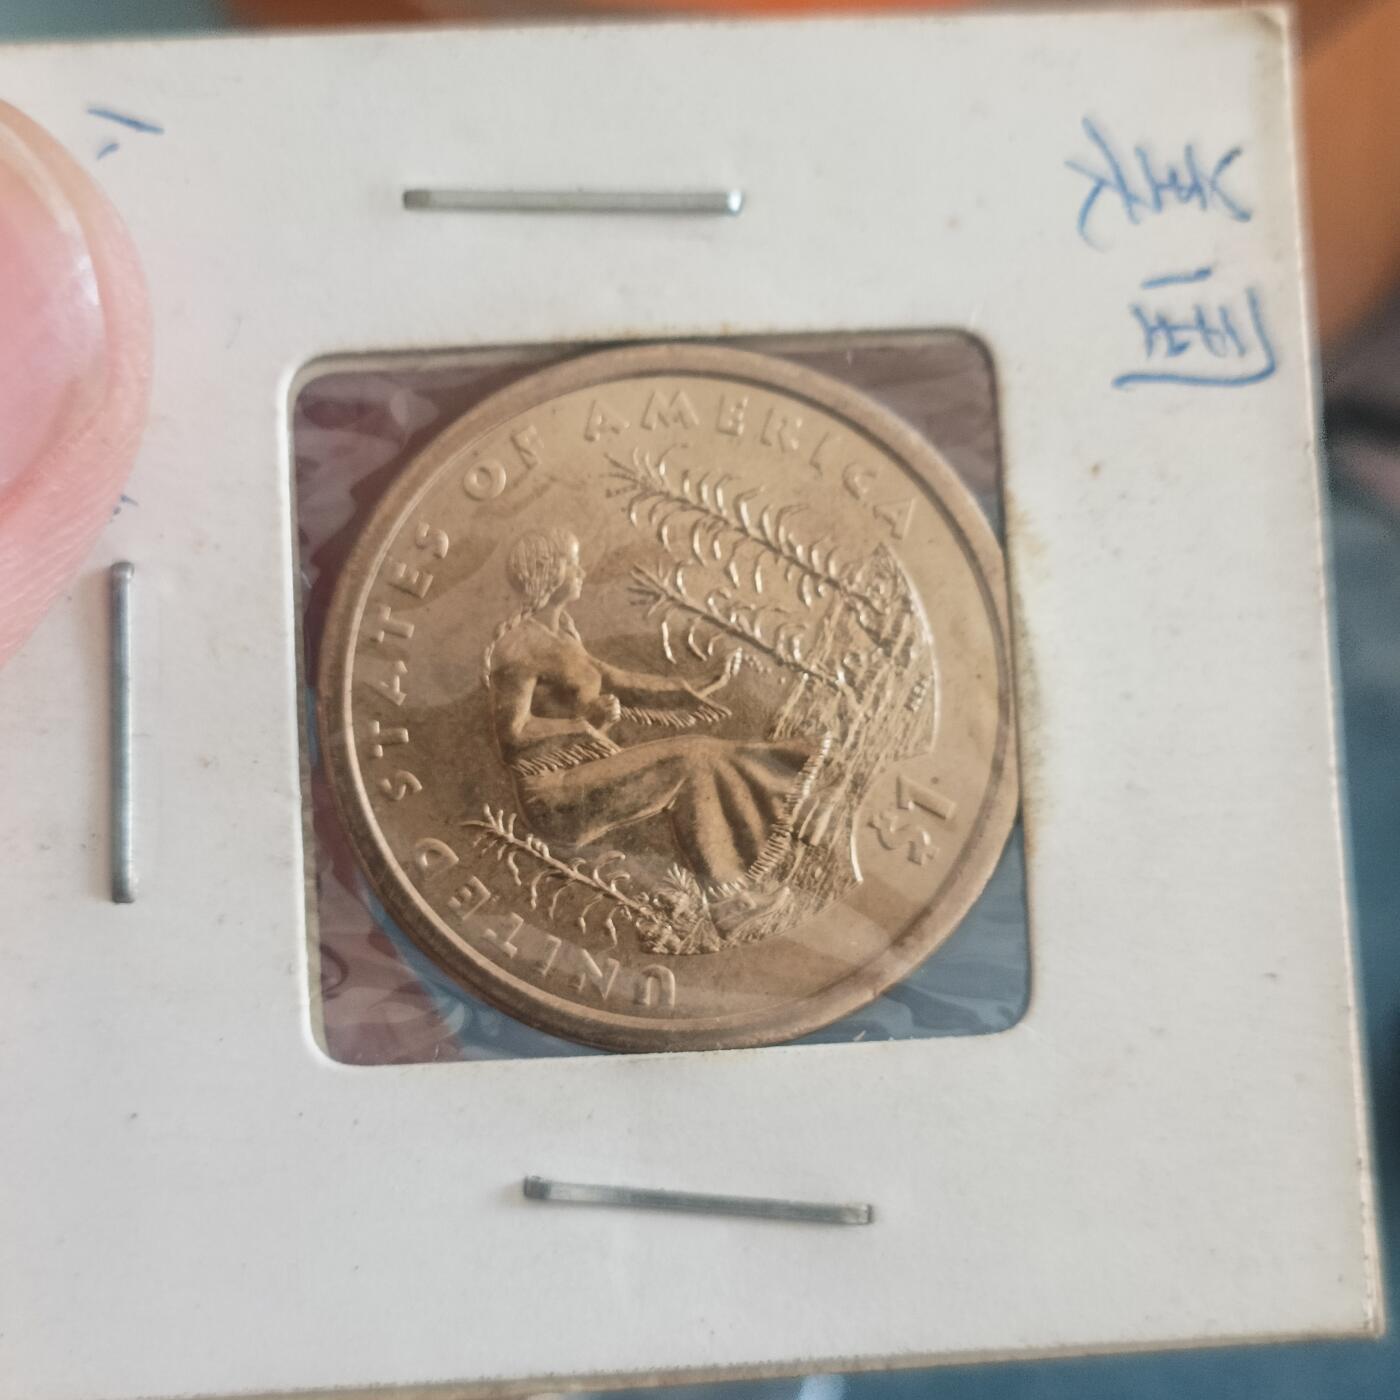 UNITED STATES OF AMERICA
$1